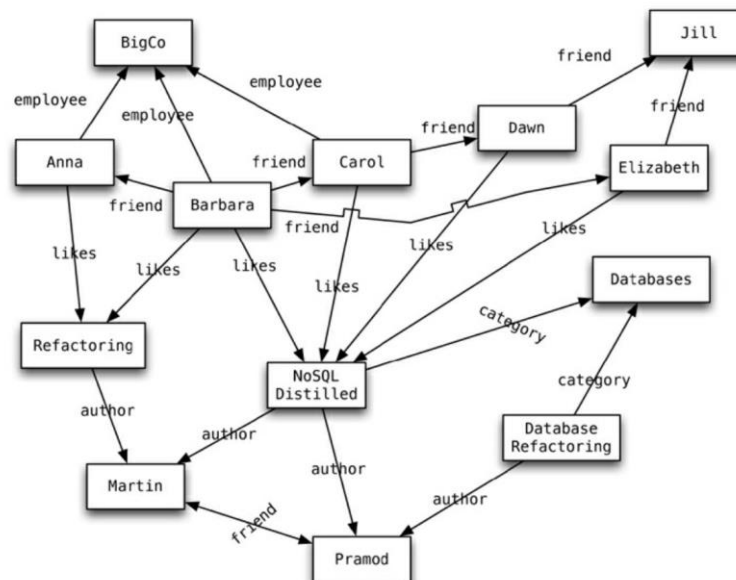 BigCo
Jill
friend
employee
employee
employee
friend
Dawn
friend
Anna
friend
Carol
Elizabeth
friend
Barbara
friend
likes
likes
likes
likes
likes
likes
Databases
category
Refactoring
NoSQL
Distilled
category
author
author
Database
Refactoring
author
Martin
author
friend
Pramod